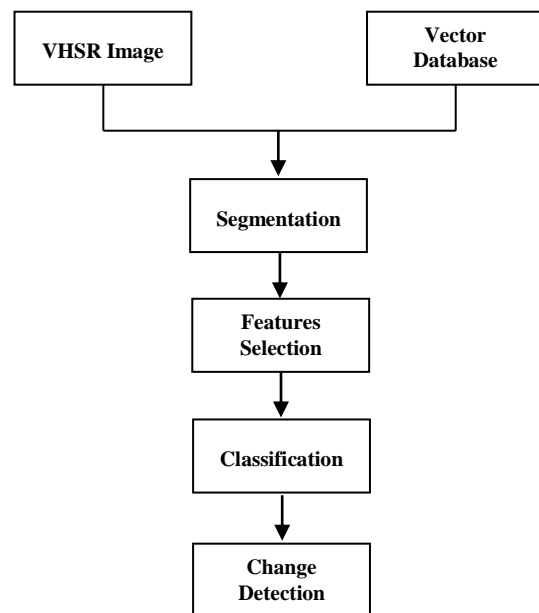 VHSR Image
Vector
Database
Segmentation
Features
Selection
Classification
Change
Detection